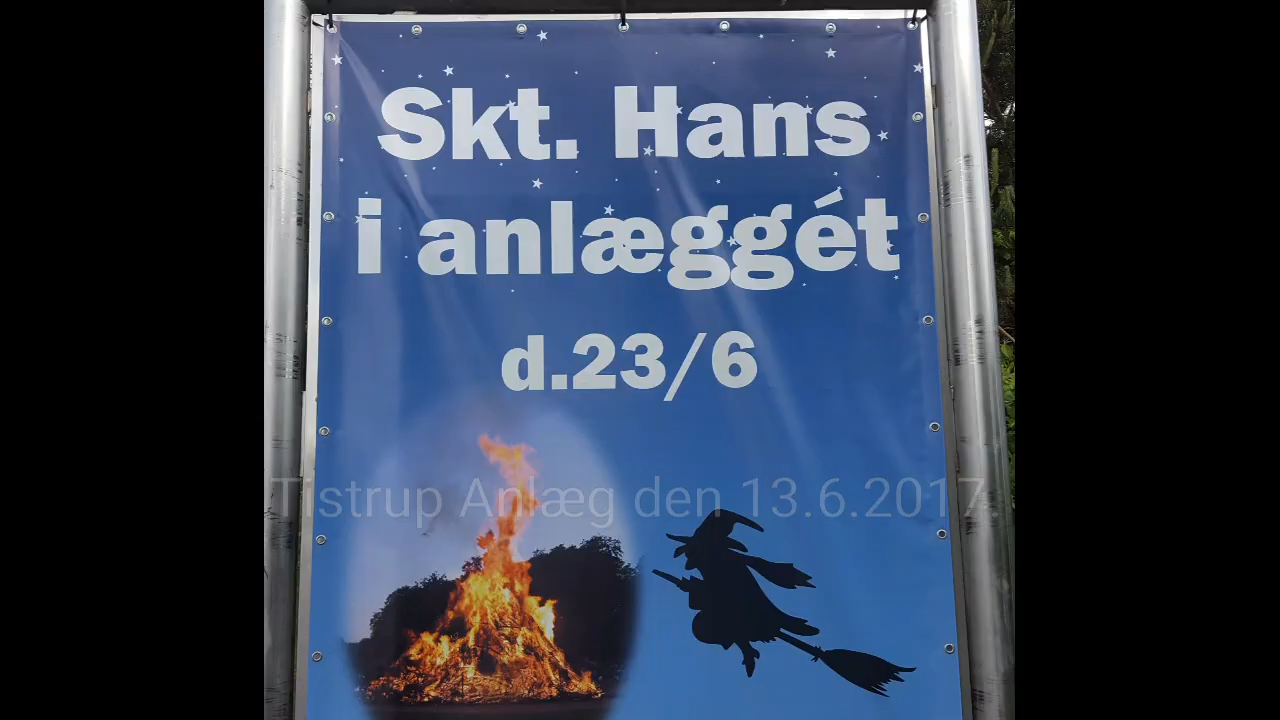 Skt. Hans
i anlæggét
d.23/6
Tistrup Anlæg den 13.6.2017.